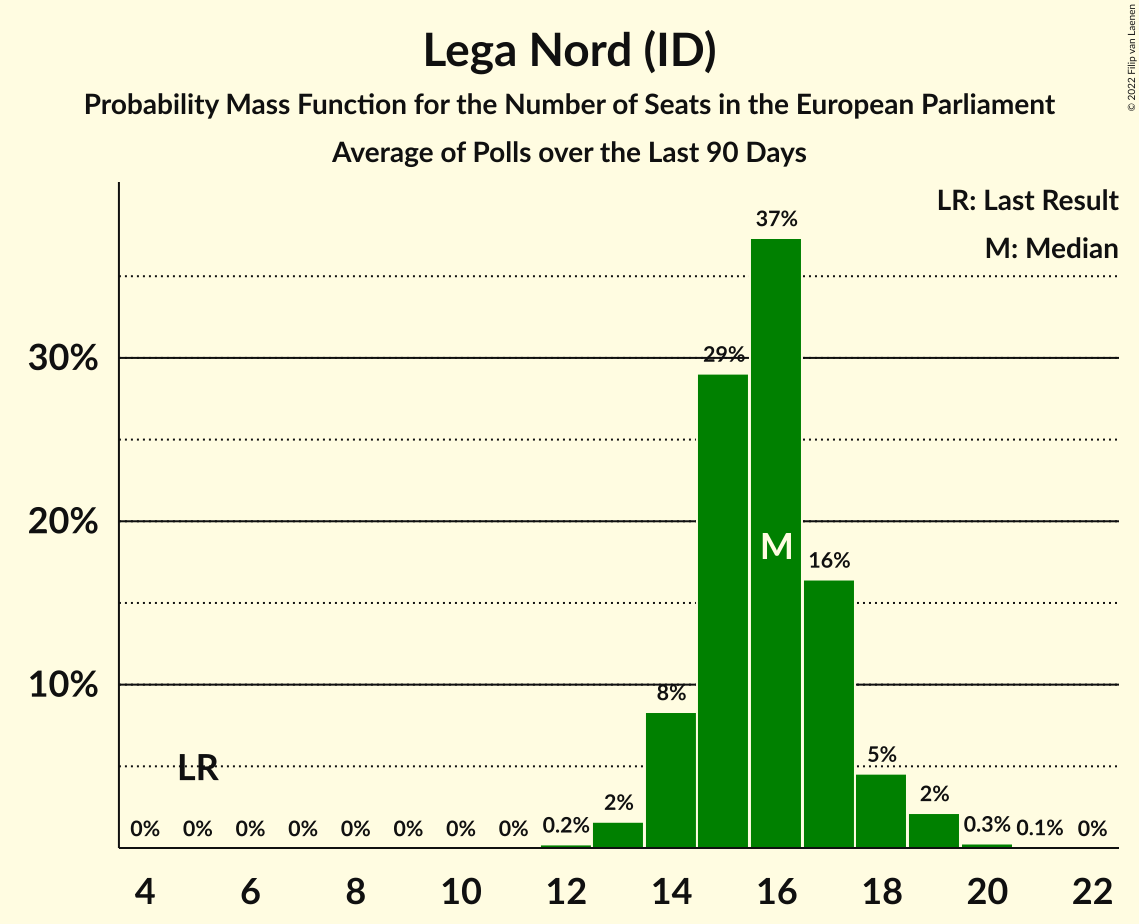 Lega Nord (ID)
Probability Mass Function for the Number of Seats in the European Parliament
Average of Polls over the Last 90 Days
© 2022 Filip van Laenen
LR: Last Result
M: Median
37%
30%
29%
20%
M
16%
10%
8%
LR
5%
2%
2%
0% 0% 0% 0% 0% 0% 0% 0% 0.2% 0.3% 0.1% 0%
4 6 8 10 12 14 16 18 20 22